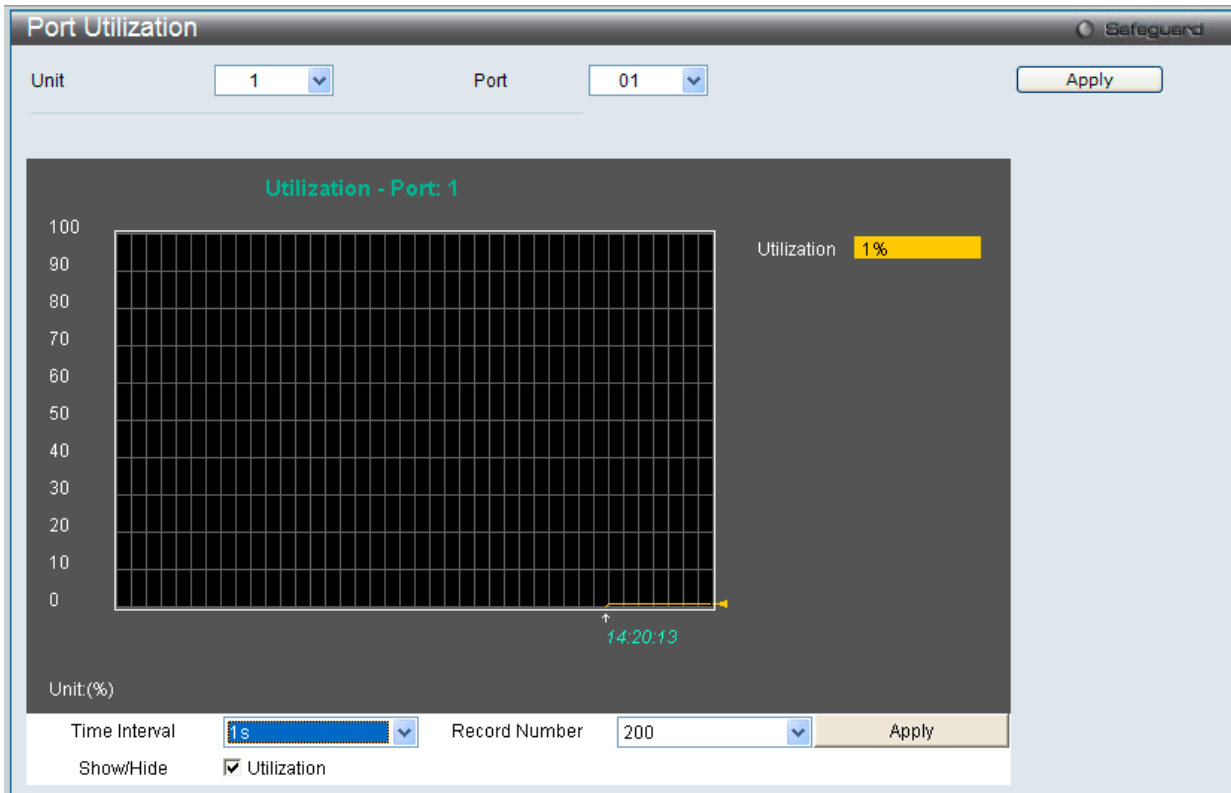 Port Utilization Safeguard
Unit 1 Port 01 Apply
Utilization - Port: 1
100
Utilization 1%
90
80
70
60
50
40
30
20
10
0
14:20:13
Unit:(%)
Time Interval 1s Record Number 200 Apply
Show/Hide Utilization